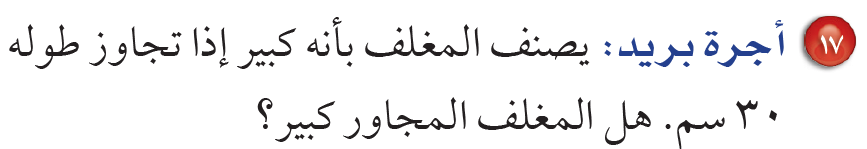 ١٧ أجرة بريد: يصنف المغلف بأنه كبير إذا تجاوز طوله
٣٠ سم. هل المغلف المجاور كبير؟